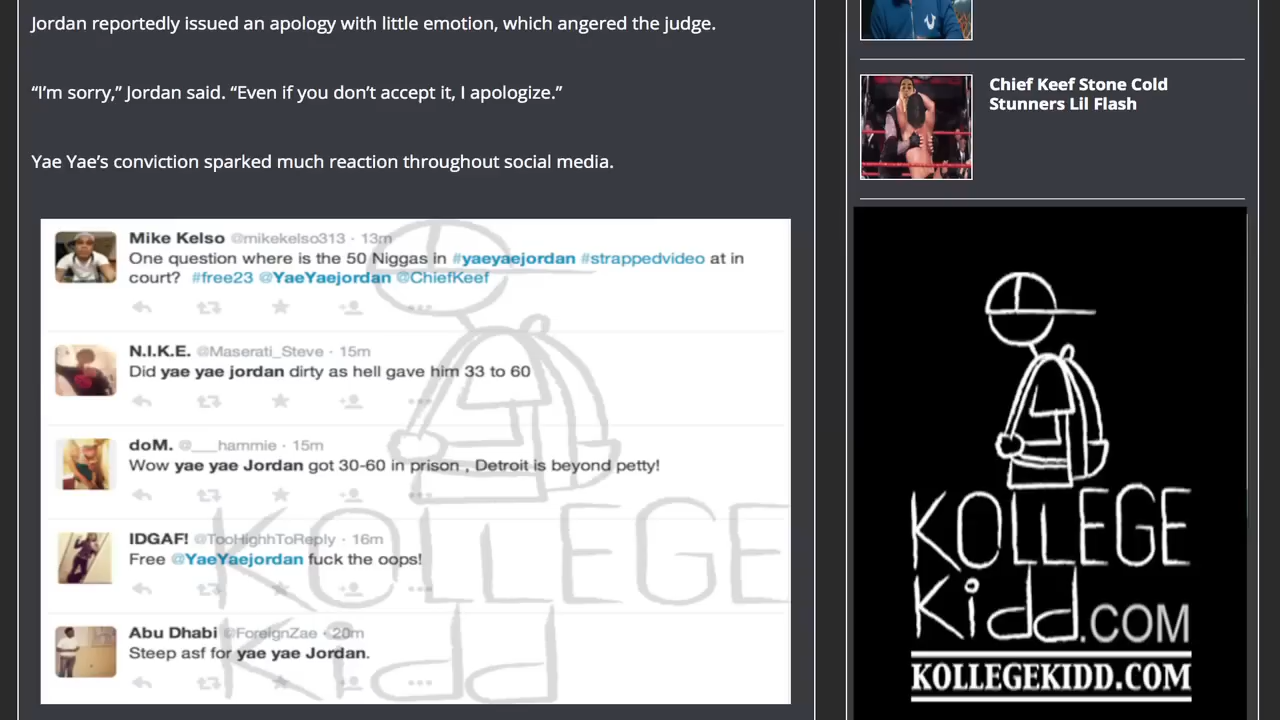 Jordan reportedly issued an apology with little emotion, which angered the judge.
“I’m sorry,” Jordan said. “Even if you don’t accept it, I apologize.”
Yae Yae’s conviction sparked much reaction throughout social media.
Mike Kelso @mikekelso313 · 13m
One question where is the 50 Niggas in #yaeyaejordan #strappedvideo at in
court? #free23 @YaeYaejordan @ChiefKeef
N.I.K.E. @Maserati_Steve · 15m
Did yae yae jordan dirty as hell gave him 33 to 60
doM. @___hammie · 15m
Wow yae yae Jordan got 30-60 in prison , Detroit is beyond petty!
IDGAF! @TooHighhToReply · 16m
Free @YaeYaejordan fuck the oops!
Abu Dhabi @ForeignZae · 20m
Steep asf for yae yae Jordan.
KOLLEGE
Kidd
Chief Keef Stone Cold
Stunners Lil Flash
KOLLEGE
Kidd.COM
KOLLEGEKIDD.COM